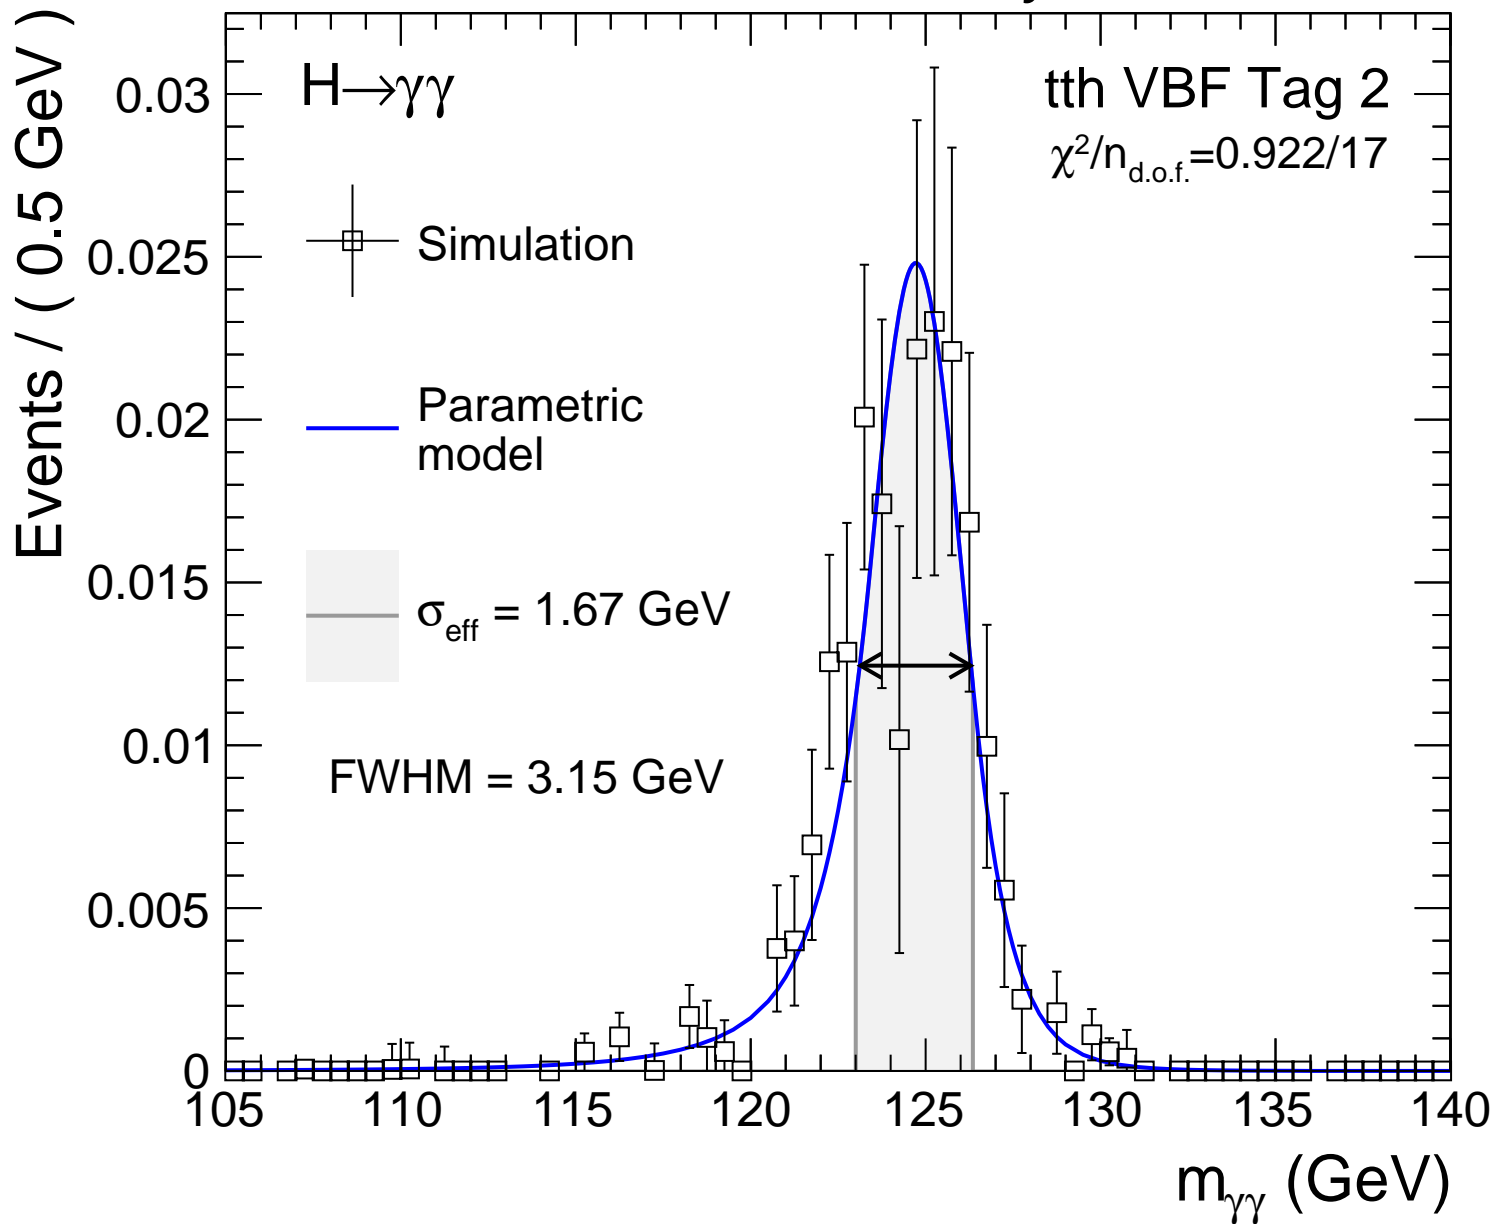 Events / ( 0.5 GeV )
H→γγ
tth VBF Tag 2
χ²/n_d.o.f.=0.922/17
Simulation
Parametric
model
σ_eff = 1.67 GeV
FWHM = 3.15 GeV
0.03
0.025
0.02
0.015
0.01
0.005
0
105 110 115 120 125 130 135 140
m_γγ (GeV)